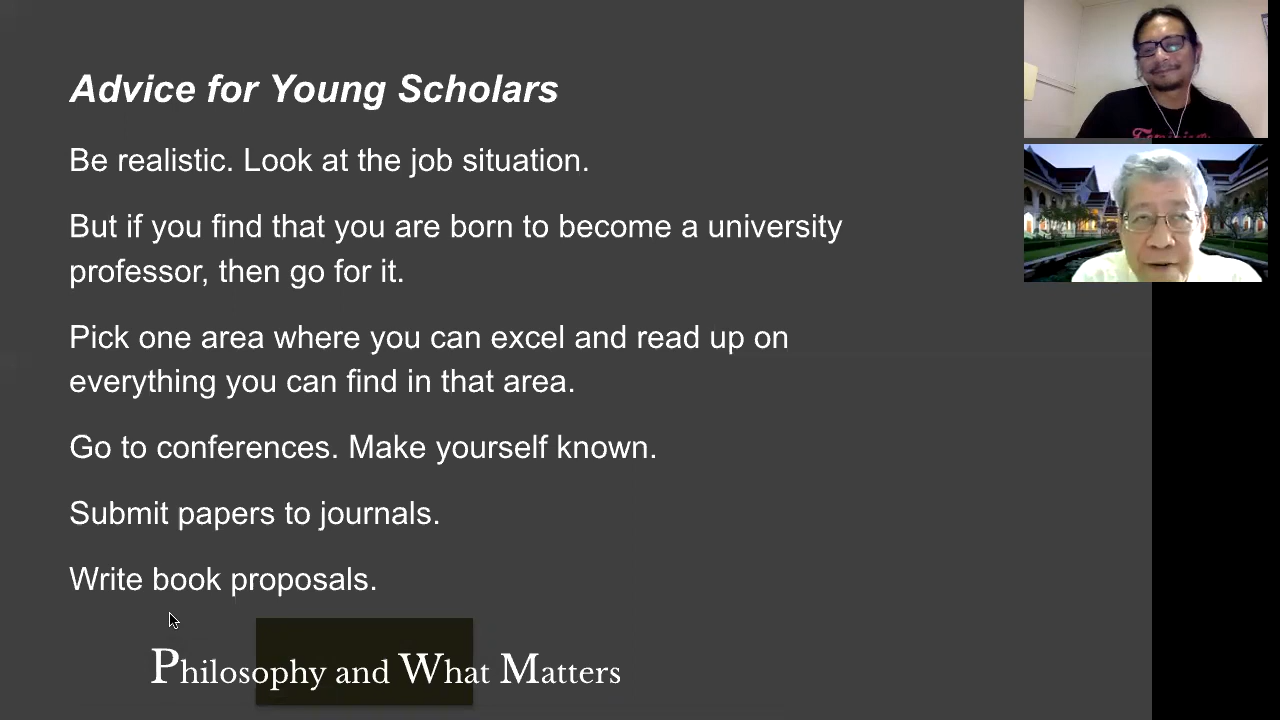 Advice for Young Scholars
Be realistic. Look at the job situation.
But if you find that you are born to become a university
professor, then go for it.
Pick one area where you can excel and read up on
everything you can find in that area.
Go to conferences. Make yourself known.
Submit papers to journals.
Write book proposals.
Philosophy and What Matters